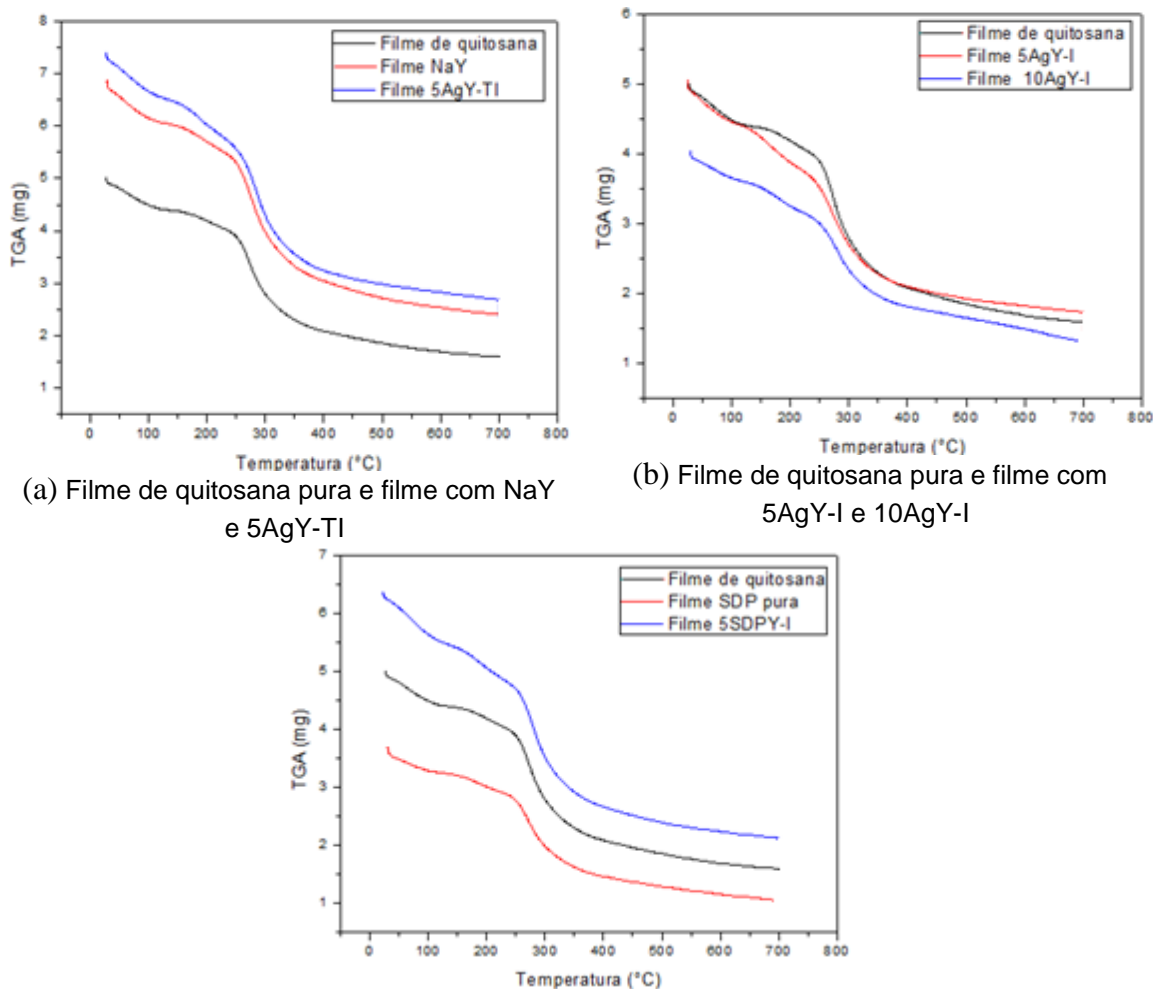 8
7
6
5
4
3
2
1
TGA (mg)
Filme de quitosana
Filme NaY
Filme 5AgY-TI
0 100 200 300 400 500 600 700 800
Temperatura (°C)
(a) Filme de quitosana pura e filme com NaY
e 5AgY-TI
6
5
4
3
2
1
TGA (mg)
Filme de quitosana
Filme 5AgY-I
Filme 10AgY-I
0 100 200 300 400 500 600 700 800
Temperatura (°C)
(b) Filme de quitosana pura e filme com
5AgY-I e 10AgY-I
7
6
5
4
3
2
1
TGA (mg)
Filme de quitosana
Filme SDP pura
Filme 5SDPY-I
0 100 200 300 400 500 600 700 800
Temperatura (°C)